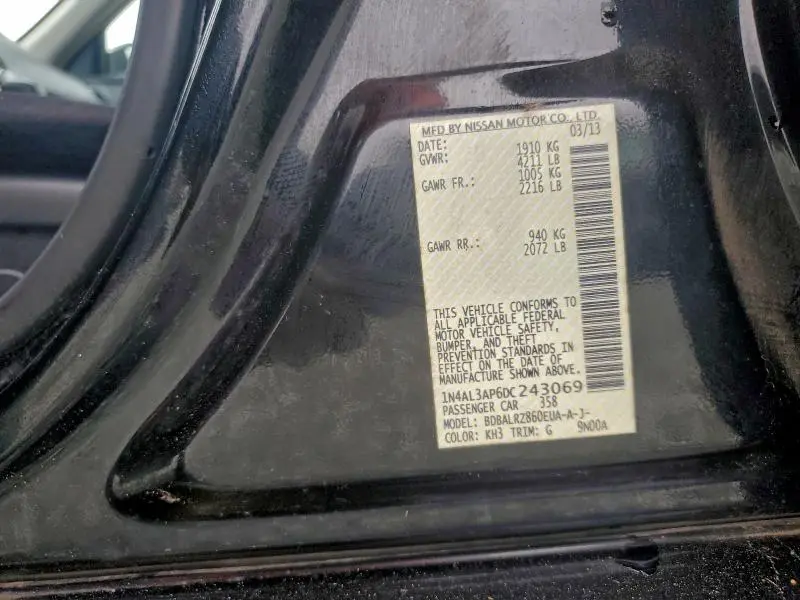 MFD BY NISSAN MOTOR CO., LTD.
DATE: 03/13
GVWR: 1910 KG
4211 LB
GAWR FR.: 1005 KG
2216 LB
GAWR RR.: 940 KG
2072 LB
THIS VEHICLE CONFORMS TO
ALL APPLICABLE FEDERAL
MOTOR VEHICLE SAFETY,
BUMPER, AND THEFT
PREVENTION STANDARDS IN
EFFECT ON THE DATE OF
MANUFACTURE SHOWN ABOVE.
1N4AL3AP6DC243069
PASSENGER CAR 358
MODEL: BDBALRZ860EUA-A-J-
COLOR: KH3 TRIM: G 9N00A